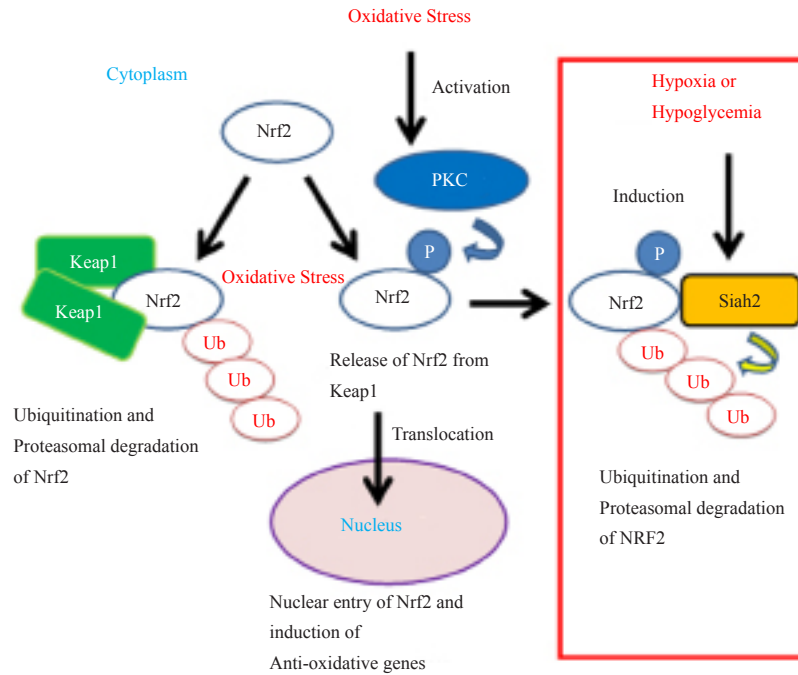 Oxidative Stress
Cytoplasm
Activation
Nrf2
PKC
P
Keap1
Keap1
Nrf2
Oxidative Stress
Nrf2
Ub
Ub
Ub
Release of Nrf2 from
Keap1
Ubiquitination and
Proteasomal degradation
of Nrf2
Translocation
Nucleus
Nuclear entry of Nrf2 and
induction of
Anti-oxidative genes
Hypoxia or
Hypoglycemia
Induction
P
Nrf2
Siah2
Ub
Ub
Ub
Ubiquitination and
Proteasomal degradation
of NRF2